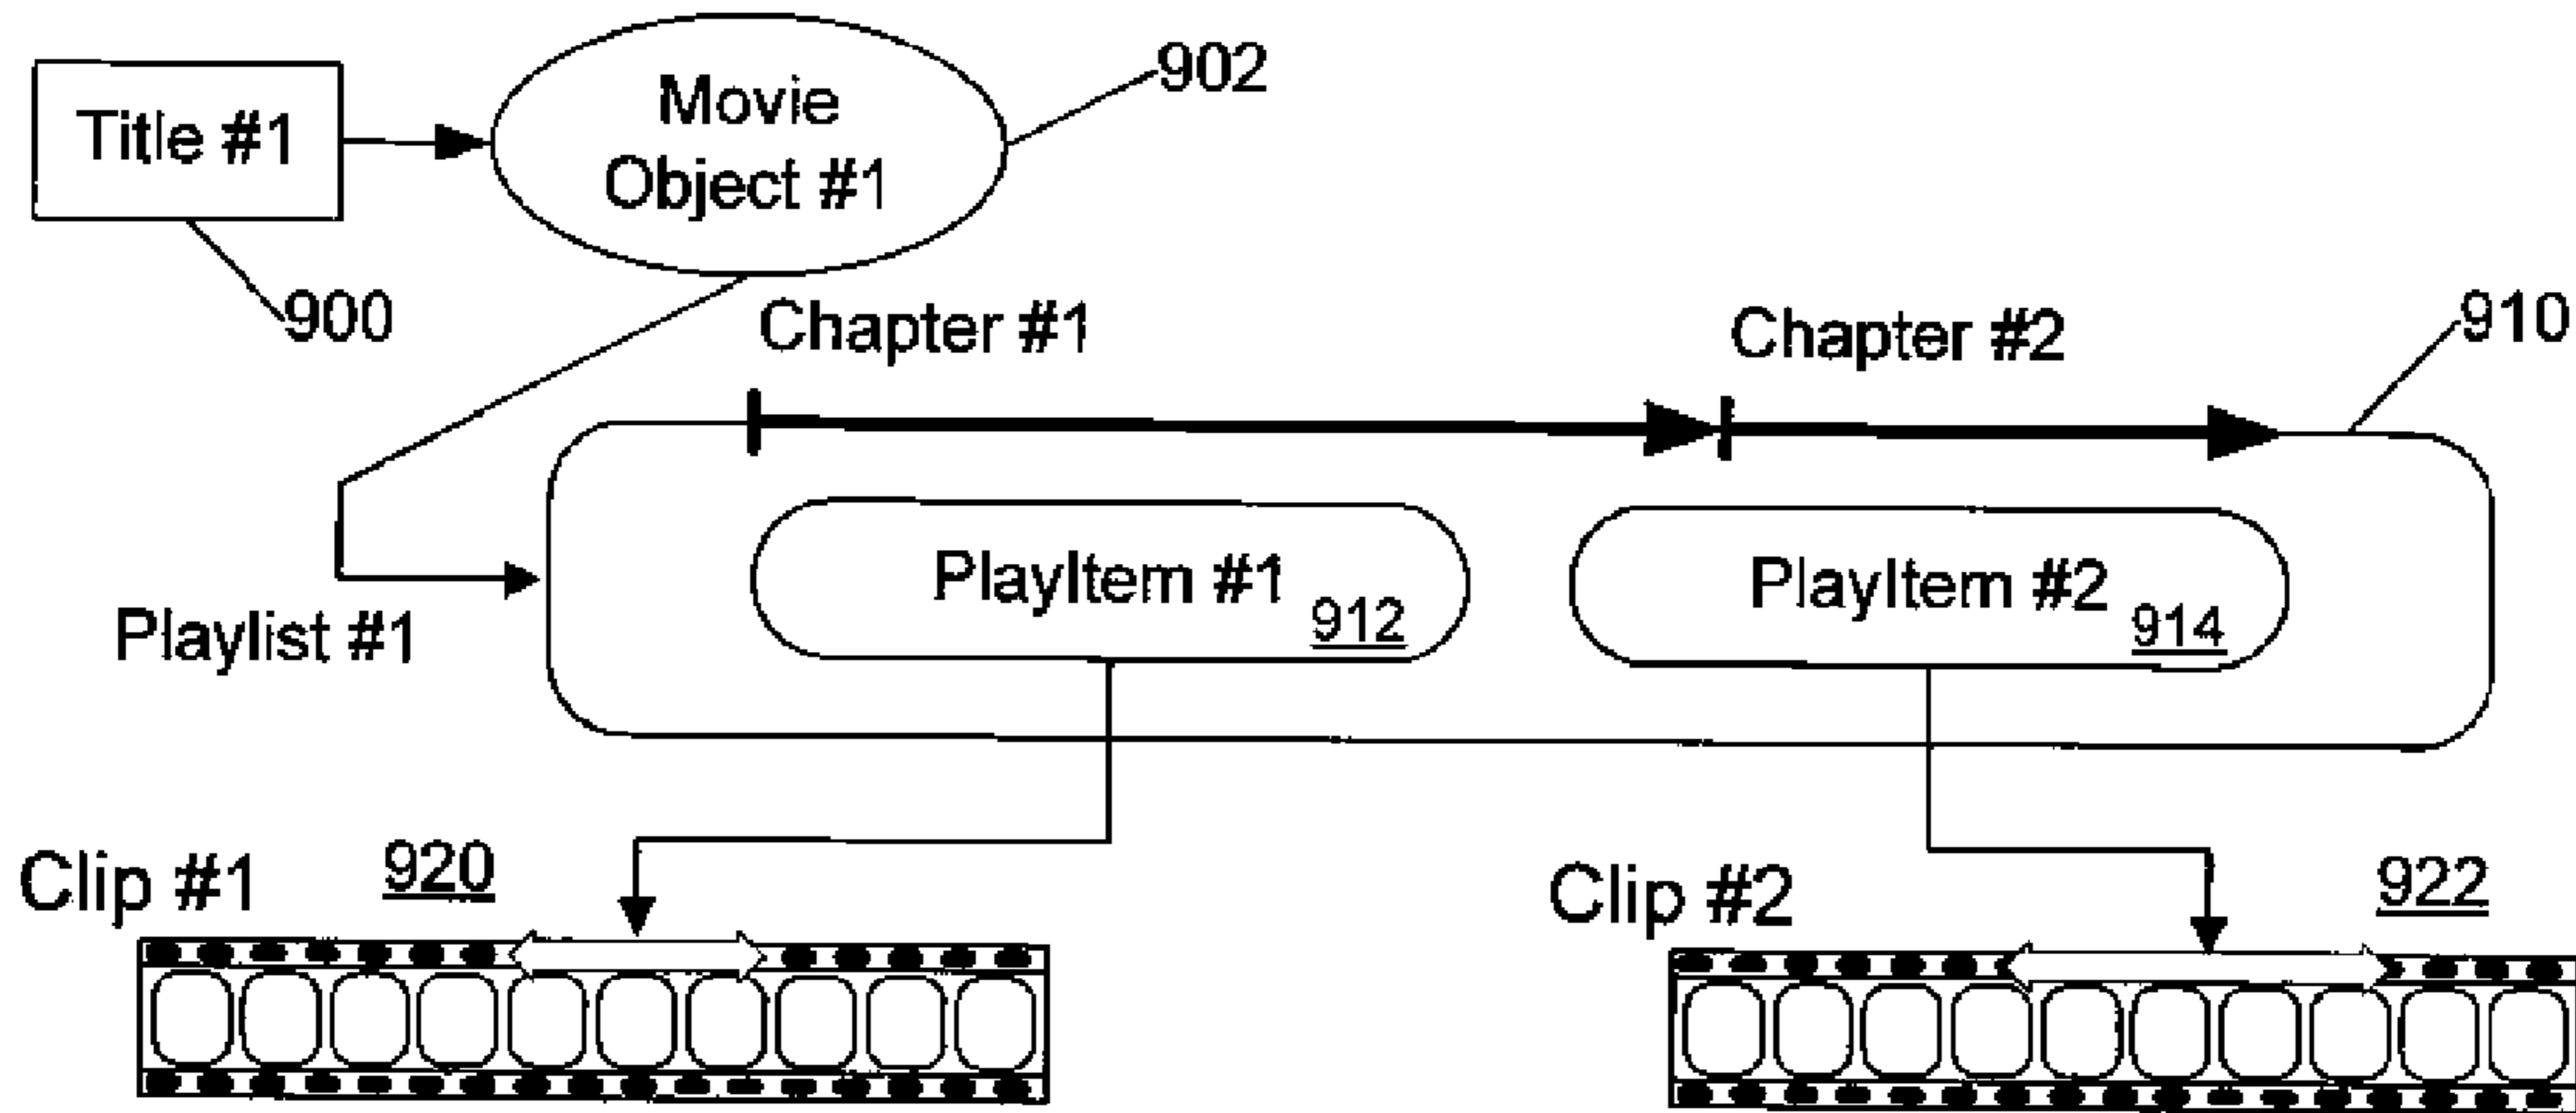 Title #1
Movie
Object #1
902
900
Chapter #1
Chapter #2
910
PlayItem #1
912
PlayItem #2
914
Playlist #1
Clip #1
920
Clip #2
922